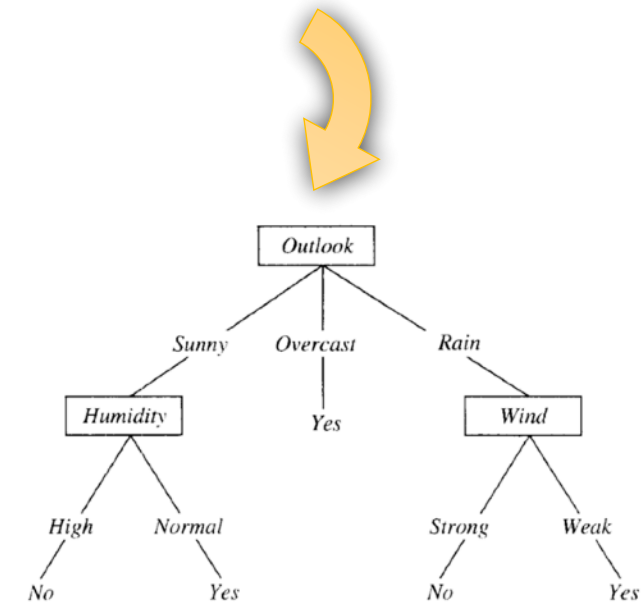 Outlook
Sunny Overcast Rain
Humidity Yes Wind
High Normal Strong Weak
No Yes No Yes